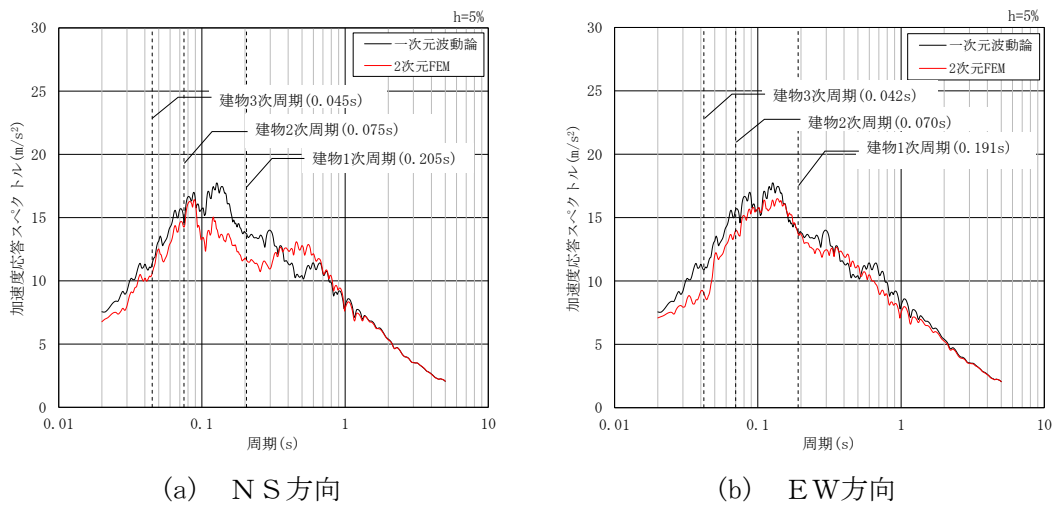 h=5%
30
25
20
15
10
5
0
加速度応答スペクトル(m/s²)
一次元波動論
2次元FEM
建物3次周期(0.045s)
建物2次周期(0.075s)
建物1次周期(0.205s)
0.01
0.1
1
10
周期(s)
(a) NS方向
h=5%
30
25
20
15
10
5
0
加速度応答スペクトル(m/s²)
一次元波動論
2次元FEM
建物3次周期(0.042s)
建物2次周期(0.070s)
建物1次周期(0.191s)
0.01
0.1
1
10
周期(s)
(b) EW方向